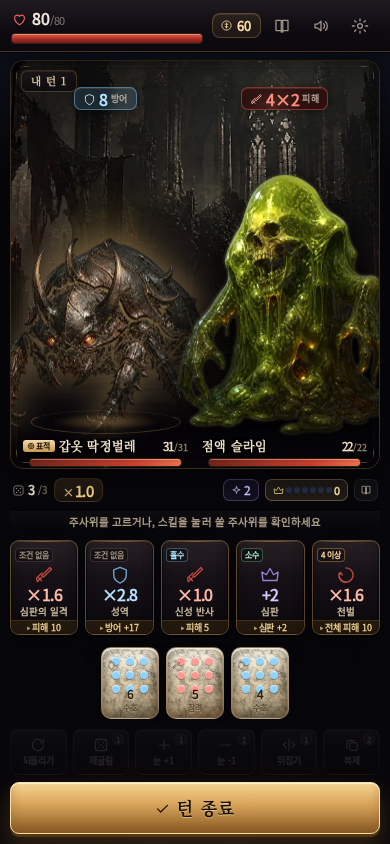 80/80
60
내 턴 1
8 방어
4×2 피해
표적 갑옷 딱정벌레 31/31
점액 슬라임 22/22
3/3
×1.0
2
0
주사위를 고르거나, 스킬을 눌러 쓸 주사위를 확인하세요
조건 없음
×1.6
심판의 일격
▸ 피해 10
조건 없음
×2.8
성역
▸ 방어 +17
홀수
×1.0
신성 반사
▸ 피해 5
소수
+2
심판
▸ 심판 +2
4 이상
×1.6
천벌
▸ 전체 피해 10
6
수호
5
4
수호
되돌리기
재굴림 1
눈 +1 1
눈 -1 1
뒤집기 1
복제 2
턴 종료